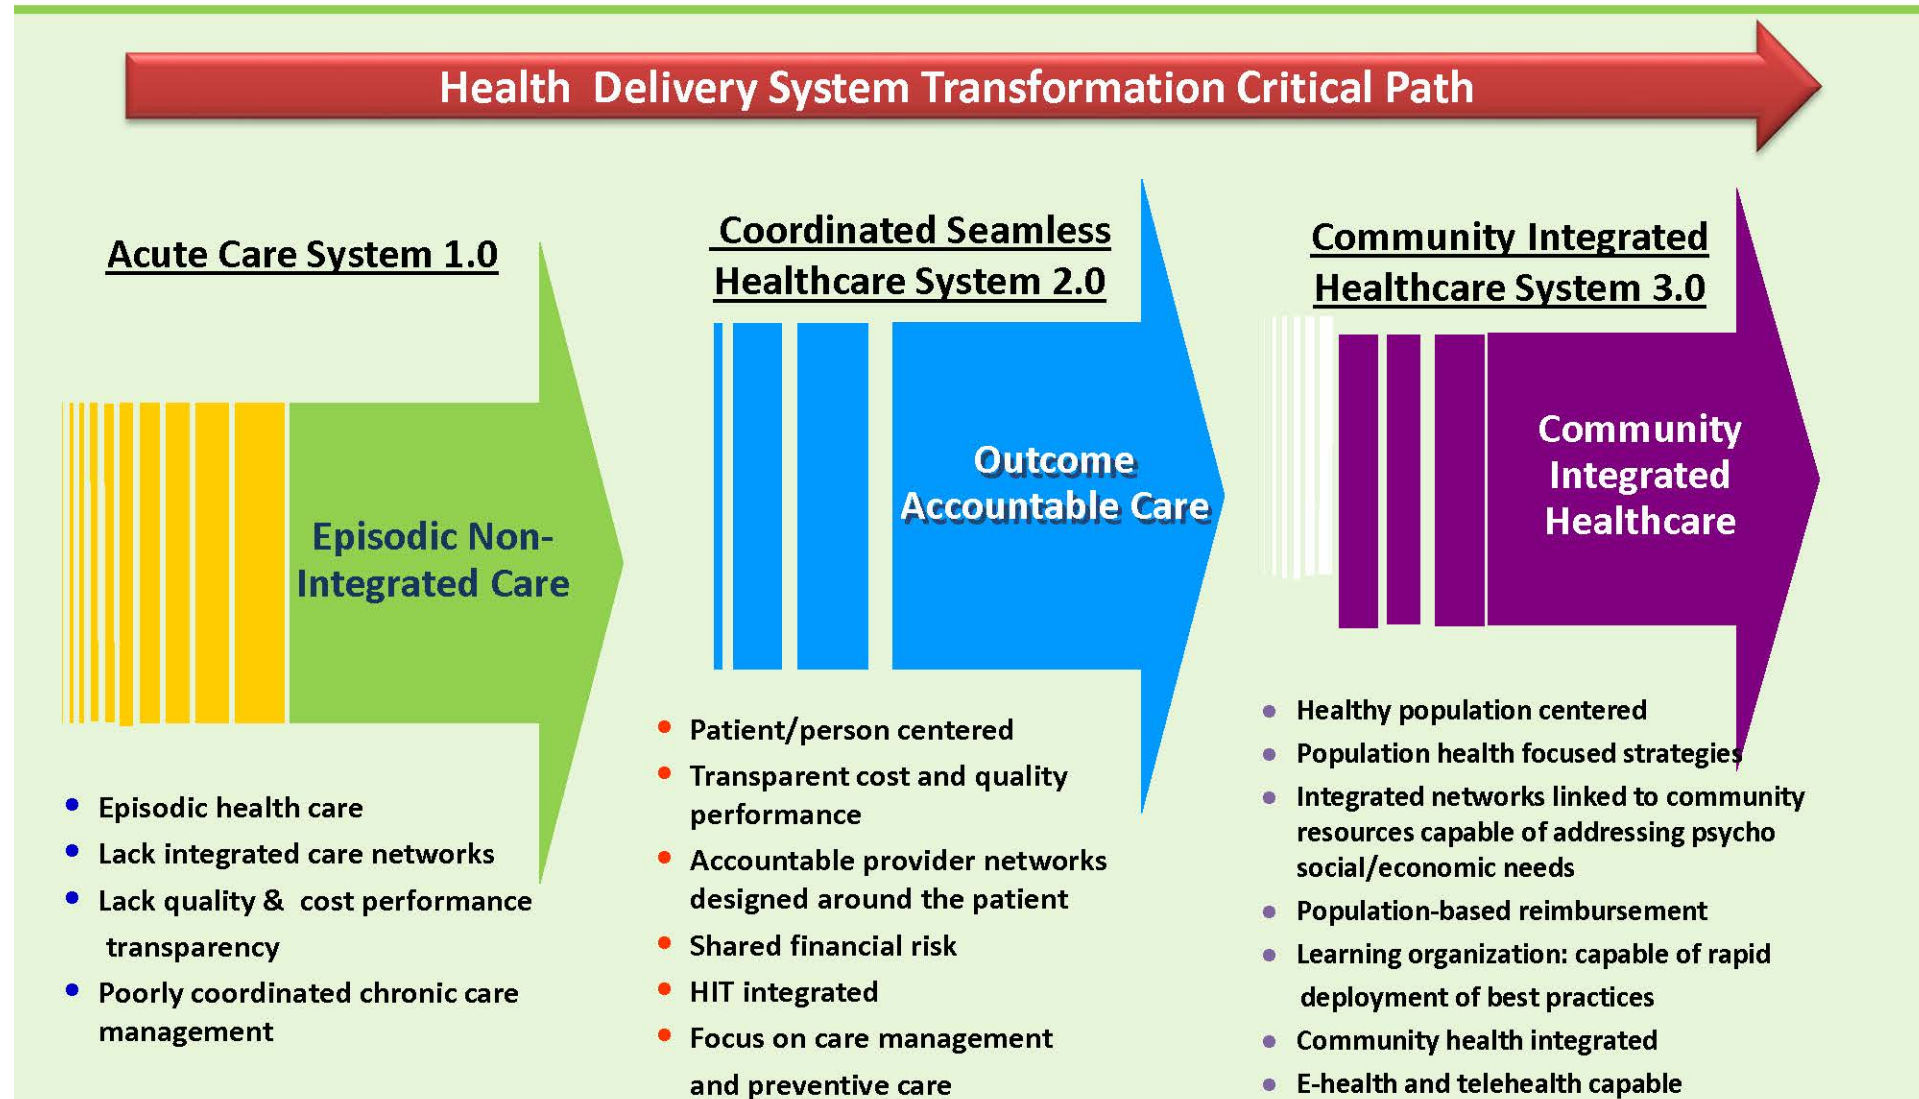 Health Delivery System Transformation Critical Path
Acute Care System 1.0
Episodic Non-
Integrated Care
• Episodic health care
• Lack integrated care networks
• Lack quality & cost performance
transparency
• Poorly coordinated chronic care
management
Coordinated Seamless
Healthcare System 2.0
Outcome
Accountable Care
• Patient/person centered
• Transparent cost and quality
performance
• Accountable provider networks
designed around the patient
• Shared financial risk
• HIT integrated
• Focus on care management
and preventive care
Community Integrated
Healthcare System 3.0
Community
Integrated
Healthcare
• Healthy population centered
• Population health focused strategies
• Integrated networks linked to community
resources capable of addressing psycho
social/economic needs
• Population-based reimbursement
• Learning organization: capable of rapid
deployment of best practices
• Community health integrated
• E-health and telehealth capable